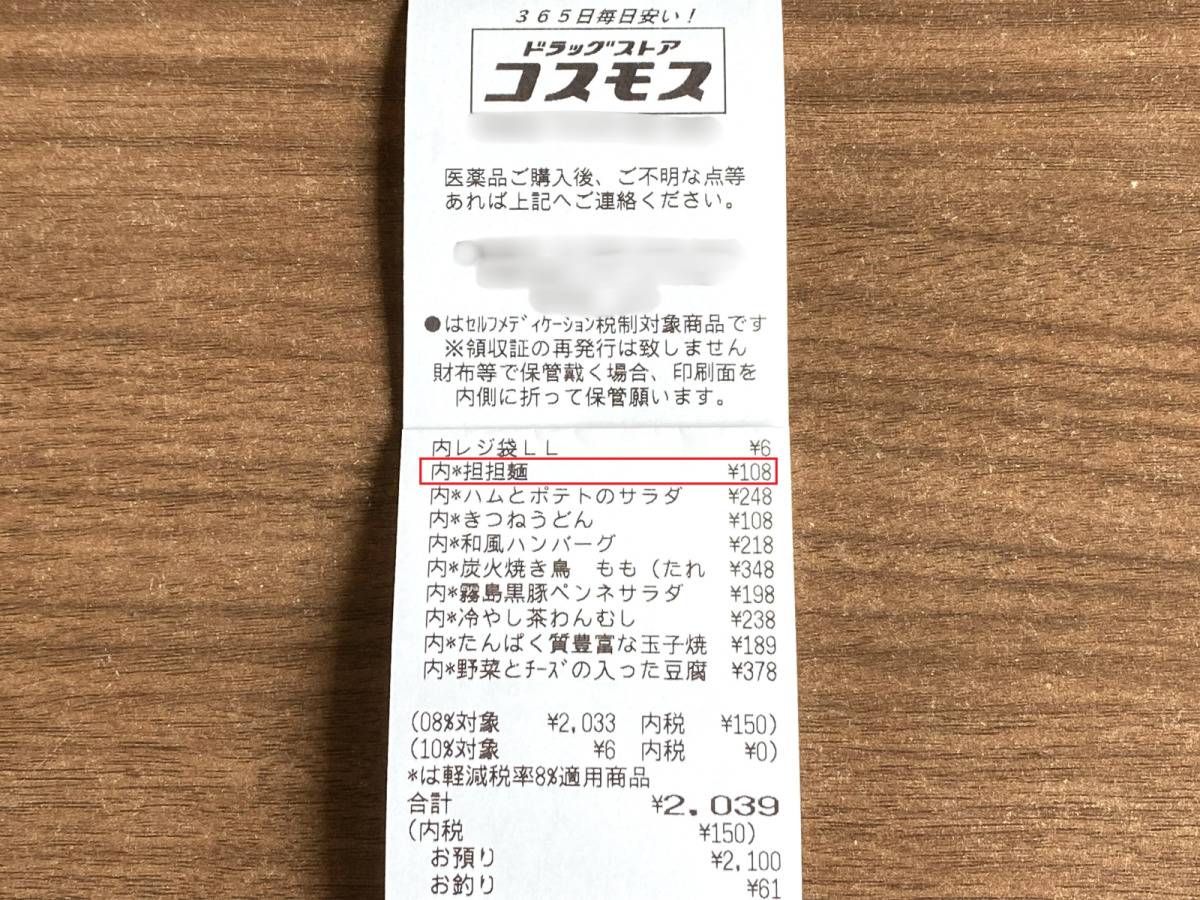 365日毎日安い!
ドラッグストア
コスモス
医薬品ご購入後、ご不明な点等
あれば上記へご連絡ください。
●はｾﾙﾌﾒﾃﾞｨｹｰｼｮﾝ税制対象商品です
※領収証の再発行は致しません
財布等で保管戴く場合、印刷面を
内側に折って保管願います。
内レジ袋LL ¥6
内*担担麺 ¥108
内*ハムとポテトのサラダ ¥248
内*きつねうどん ¥108
内*和風ハンバーグ ¥218
内*炭火焼き鳥 もも(たれ ¥348
内*霧島黒豚ペンネサラダ ¥198
内*冷やし茶わんむし ¥238
内*たんぱく質豊富な玉子焼 ¥189
内*野菜とﾁｰｽﾞの入った豆腐 ¥378
(08%対象 ¥2,033 内税 ¥150)
(10%対象 ¥6 内税 ¥0)
*は軽減税率8%適用商品
合計 ¥2,039
(内税 ¥150)
お預り ¥2,100
お釣り ¥61